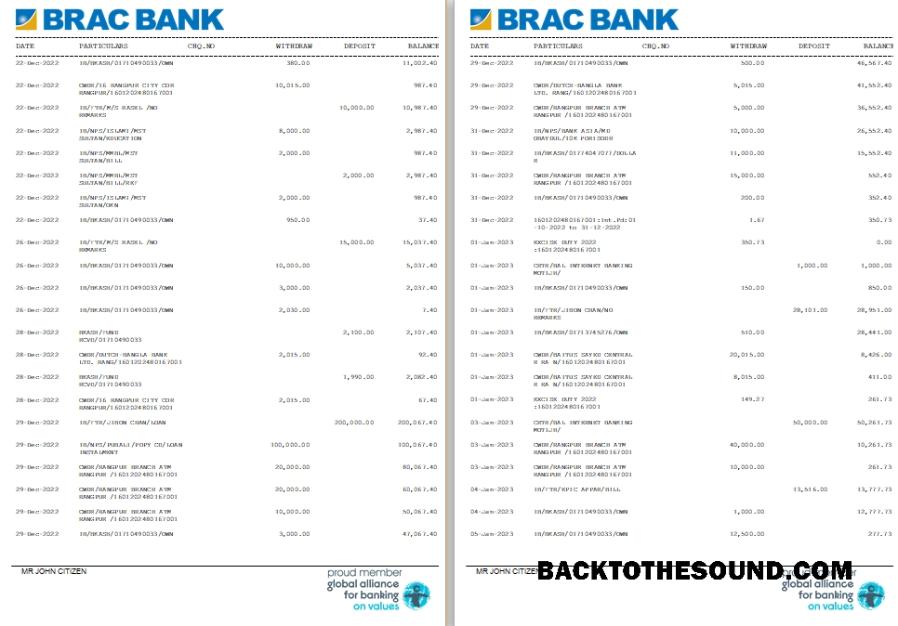 BRAC BANK
DATE PARTICULARS CHQ.NO WITHDRAW DEPOSIT BALANCE
22-Dec-2022 IB/BKASH/01710490033/OWN 380.00 11,002.40
22-Dec-2022 CWDR/16 RANGPUR CITY COR 10,015.00 987.40
RANGPUR/1601202480167001
22-Dec-2022 IB/FTR/M/S RASEL /NO 10,000.00 10,987.40
REMARKS
22-Dec-2022 IB/NPS/ISLAMI/MST 8,000.00 2,987.40
SULTAN/EDUCATION
22-Dec-2022 IB/NPS/MRBL/MST 2,000.00 987.40
SULTAN/BILL
22-Dec-2022 IB/NPS/MRBL/MST 2,000.00 2,987.40
SULTAN/BILL/REF
22-Dec-2022 IB/NPS/ISLAMI/MST 2,000.00 987.40
SULTAN/OWN
22-Dec-2022 IB/BKASH/01710490033/OWN 950.00 37.40
26-Dec-2022 IB/FTR/M/S RASEL /NO 15,000.00 15,037.40
REMARKS
26-Dec-2022 IB/BKASH/01710490033/OWN 10,000.00 5,037.40
26-Dec-2022 IB/BKASH/01710490033/OWN 3,000.00 2,037.40
26-Dec-2022 IB/BKASH/01710490033/OWN 2,030.00 7.40
28-Dec-2022 BKASH/FUND 2,100.00 2,107.40
RCVD/01710490033
28-Dec-2022 CWDR/DUTCH-BANGLA BANK 2,015.00 92.40
LTD. RANG/1601202480167001
28-Dec-2022 BKASH/FUND 1,990.00 2,082.40
RCVD/01710490033
28-Dec-2022 CWDR/16 RANGPUR CITY COR 2,015.00 67.40
RANGPUR/1601202480167001
29-Dec-2022 IB/FTR/JIBON CHAN/LOAN 200,000.00 200,067.40
29-Dec-2022 IB/NPS/PUBALI/POPY CO/LOAN 100,000.00 100,067.40
INSTALMENT
29-Dec-2022 CWDR/RANGPUR BRANCH ATM 20,000.00 80,067.40
RANGPUR /1601202480167001
29-Dec-2022 CWDR/RANGPUR BRANCH ATM 20,000.00 60,067.40
RANGPUR /1601202480167001
29-Dec-2022 CWDR/RANGPUR BRANCH ATM 10,000.00 50,067.40
RANGPUR /1601202480167001
29-Dec-2022 IB/BKASH/01710490033/OWN 3,000.00 47,067.40
MR JOHN CITIZEN
proud member
global alliance
for banking
on values
BRAC BANK
DATE PARTICULARS CHQ.NO WITHDRAW DEPOSIT BALANCE
29-Dec-2022 IB/BKASH/01710490033/OWN 500.00 46,567.40
29-Dec-2022 CWDR/DUTCH-BANGLA BANK 5,015.00 41,552.40
LTD. RANG/1601202480167001
29-Dec-2022 CWDR/RANGPUR BRANCH ATM 5,000.00 36,552.40
RANGPUR /1601202480167001
31-Dec-2022 IB/NPS/BANK ASIA/MD 10,000.00 26,552.40
31-Dec-2022 IB/BKASH/01774047077/DOLLA 11,000.00 15,552.40
R
31-Dec-2022 CWDR/RANGPUR BRANCH ATM 15,000.00 552.40
RANGPUR /1601202480167001
31-Dec-2022 IB/BKASH/01710490033/OWN 200.00 352.40
31-Dec-2022 1601202480167001:Int.Pd:01 1.67 350.73
-10-2022 to 31-12-2022
01-Jan-2023 EXCISE DUTY 2022 350.73 0.00
:1601202480167001
01-Jan-2023 CRTR/BAL INTERNET BANKING 1,000.00 1,000.00
MOTIJH/
01-Jan-2023 IB/BKASH/01710490033/OWN 150.00 850.00
01-Jan-2023 IB/FTR/JIBON CHAN/NO 28,101.00 28,951.00
REMARKS
01-Jan-2023 IB/BKASH/01713745276/OWN 510.00 28,441.00
01-Jan-2023 CWDR/BAITUS SAYKO CENTRAL 20,015.00 8,426.00
R RA N/1601202480167001
01-Jan-2023 CWDR/BAITUS SAYKO CENTRAL 8,015.00 411.00
R RA N/1601202480167001
01-Jan-2023 EXCISE DUTY 2022 149.27 261.73
:1601202480167001
03-Jan-2023 CRTR/BAL INTERNET BANKING 50,000.00 50,261.73
MOTIJH/
03-Jan-2023 CWDR/RANGPUR BRANCH ATM 40,000.00 10,261.73
RANGPUR /1601202480167001
03-Jan-2023 CWDR/RANGPUR BRANCH ATM 10,000.00 261.73
RANGPUR /1601202480167001
04-Jan-2023 IB/FTR/EPIC APPAR/BILL 13,516.00 13,777.73
04-Jan-2023 IB/BKASH/01710490033/OWN 1,000.00 12,777.73
05-Jan-2023 IB/BKASH/01710490033/OWN 12,500.00 277.73
MR JOHN CITIZEN
BACKTOTHESOUND.COM
global alliance
for banking
on values